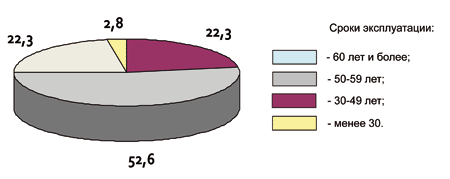 2,8
22,3
22,3
52,6
Сроки эксплуатации:
- 60 лет и более;
- 50-59 лет;
- 30-49 лет;
- менее 30.